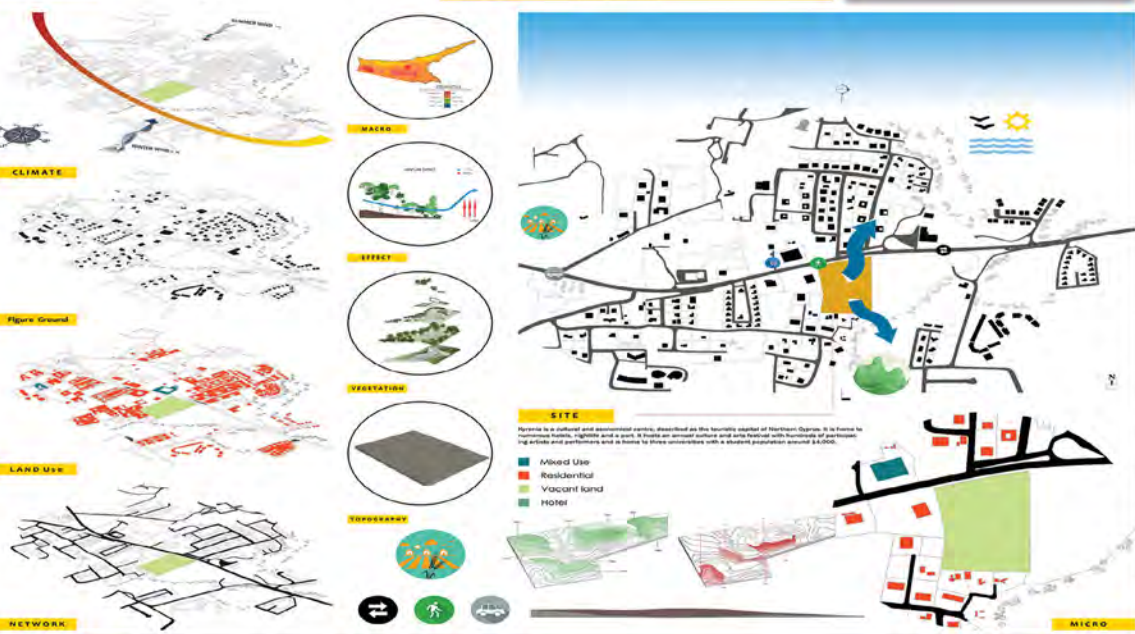 SUMMER WIND
WINTER WIND
CLIMATE
Figure Ground
LAND Use
NETWORK
MACRO
EFFECT
VEGETATION
TOPOGRAPHY
N
SITE
Kyrenia is a cultural and economical centre, described as the touristic capital of Northern Cyprus. It is home to
numerous hotels, nightlife and a port. It hosts an annual culture and arts festival with hundreds of participat-
ing artists and performers and is home to three universities with a student population around
Mixed Use
Residential
Vacant land
Hotel
MICRO